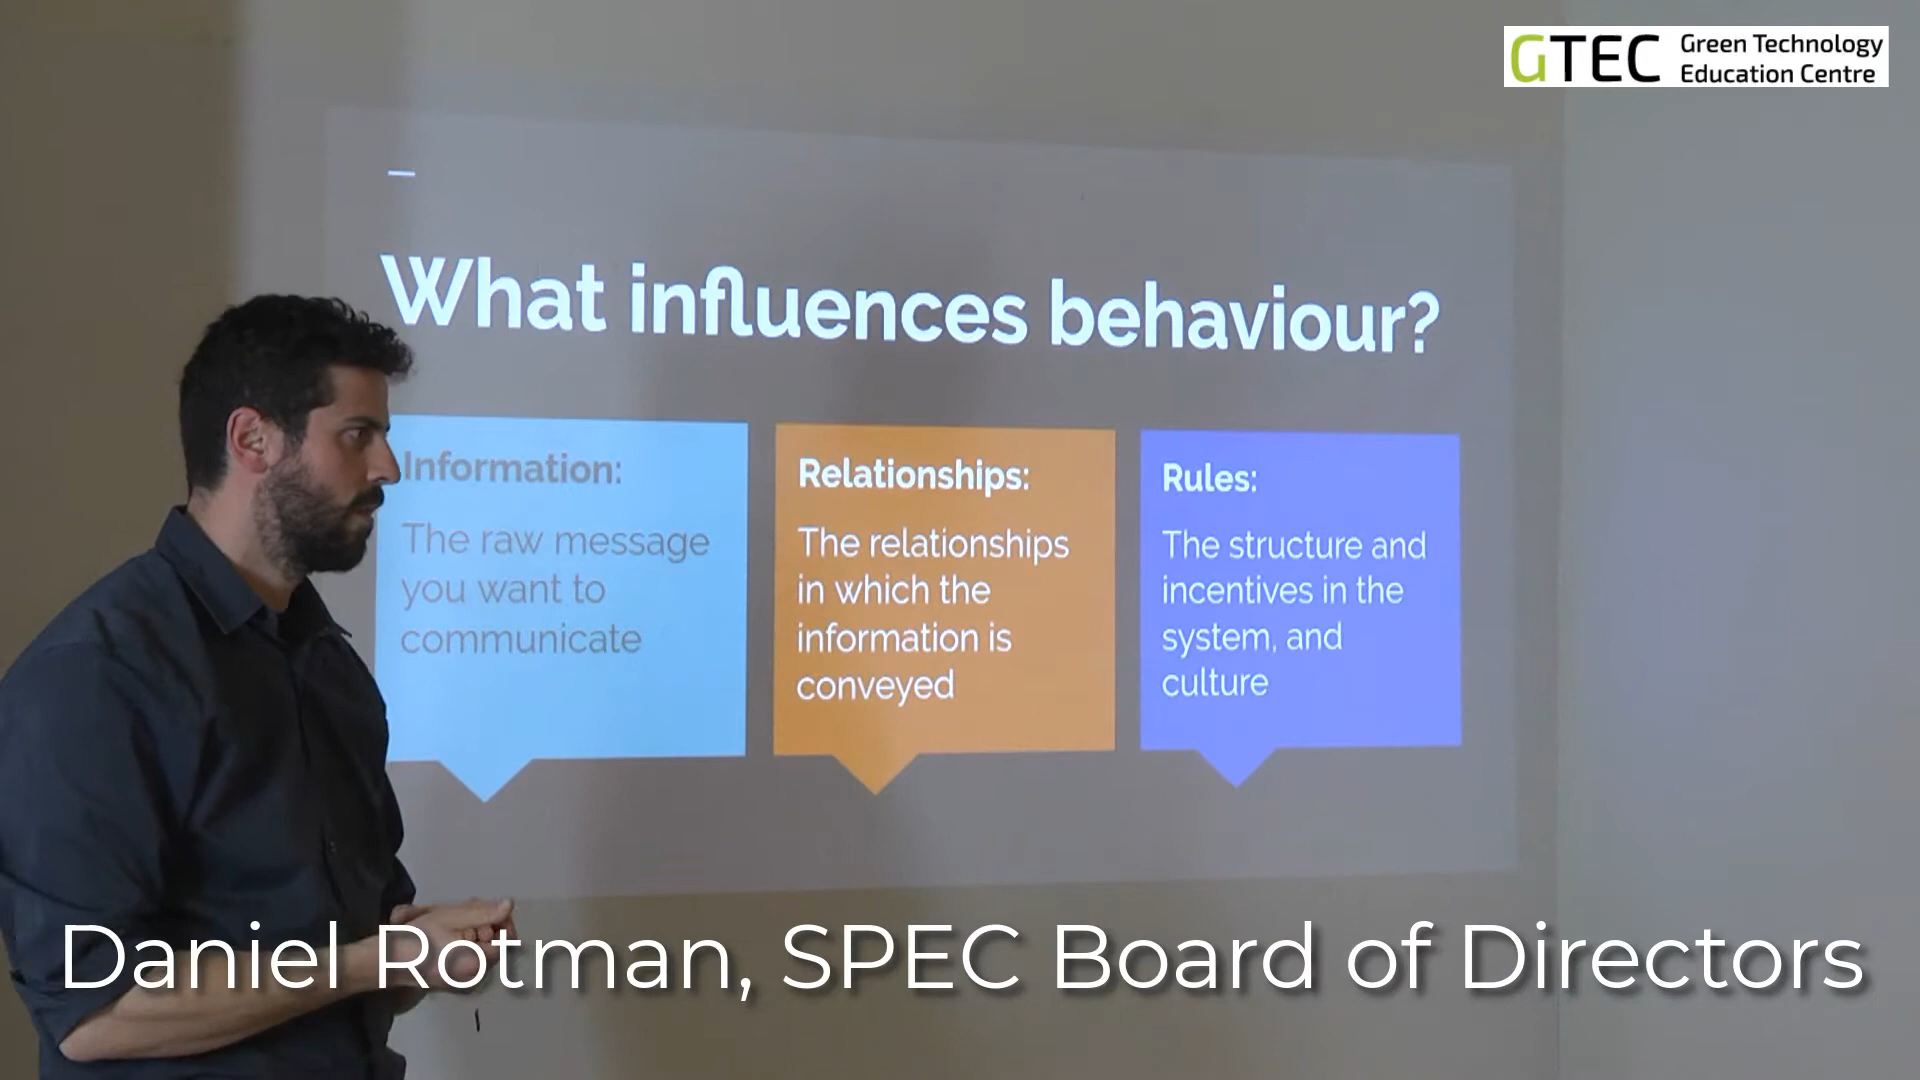 GTEC Green Technology
Education Centre
What influences behaviour?
Information:
The raw message
you want to
communicate
Relationships:
The relationships
in which the
information is
conveyed
Rules:
The structure and
incentives in the
system, and
culture
Daniel Rotman, SPEC Board of Directors